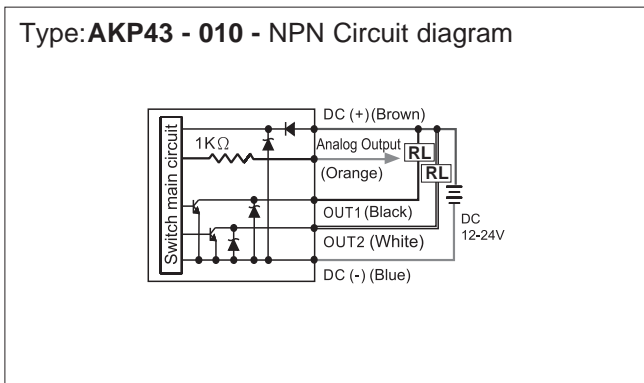 Type:AKP43 - 010 - NPN Circuit diagram
DC (+)(Brown)
1KΩ
Analog Output
RL
(Orange)
RL
Switch main circuit
OUT1 (Black)
OUT2 (White)
DC
12-24V
DC (-) (Blue)